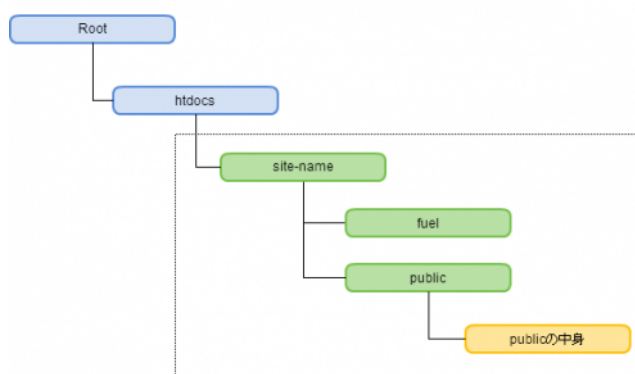 Root
htdocs
site-name
fuel
public
publicの中身